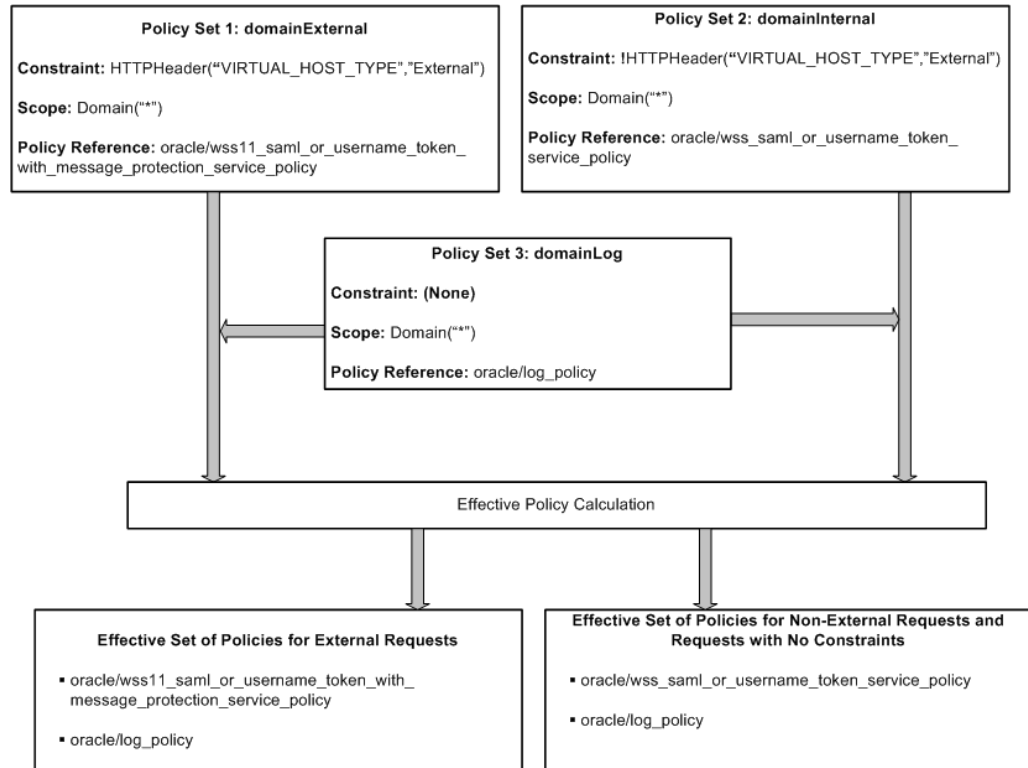 Policy Set 1: domainExternal
Constraint: HTTPHeader(“VIRTUAL_HOST_TYPE”,”External”)
Scope: Domain(“*”)
Policy Reference: oracle/wss11_saml_or_username_token_
with_message_protection_service_policy
Policy Set 2: domainInternal
Constraint: !HTTPHeader(“VIRTUAL_HOST_TYPE”,”External”)
Scope: Domain(“*”)
Policy Reference: oracle/wss_saml_or_username_token_
service_policy
Policy Set 3: domainLog
Constraint: (None)
Scope: Domain(“*”)
Policy Reference: oracle/log_policy
Effective Policy Calculation
Effective Set of Policies for External Requests
▪ oracle/wss11_saml_or_username_token_with_
message_protection_service_policy
▪ oracle/log_policy
Effective Set of Policies for Non-External Requests and
Requests with No Constraints
▪ oracle/wss_saml_or_username_token_service_policy
▪ oracle/log_policy